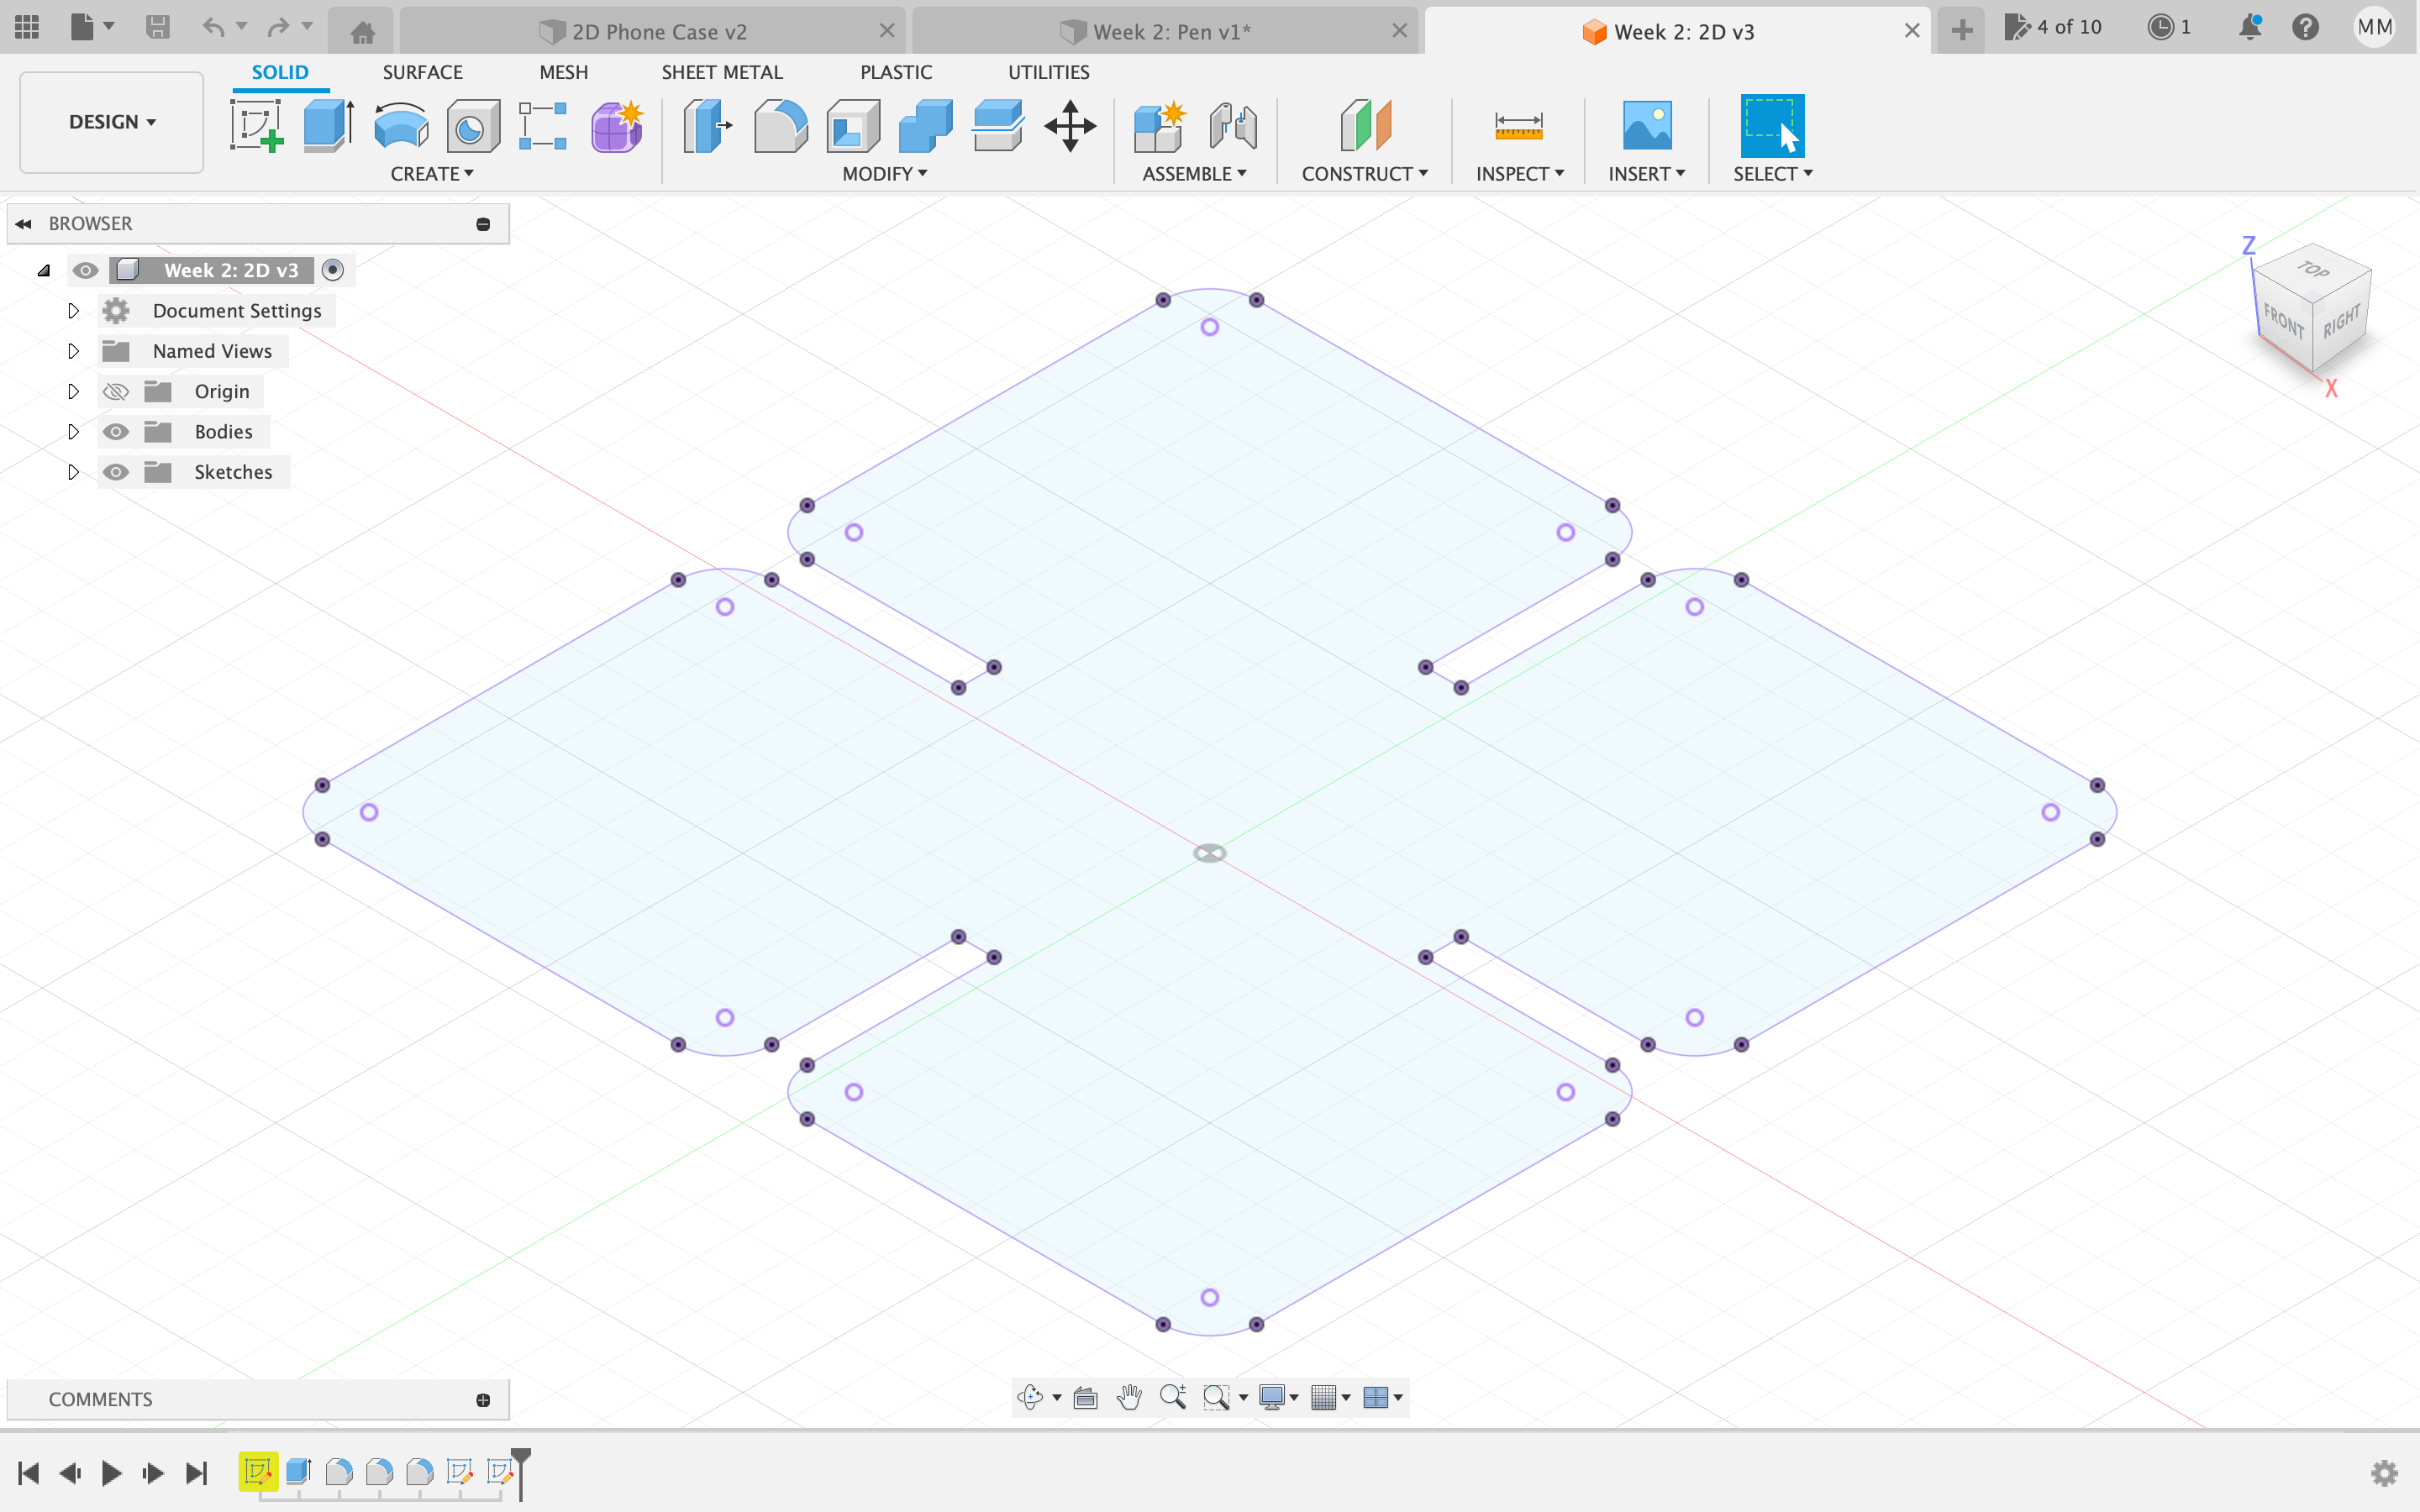 2D Phone Case v2
Week 2: Pen v1*
Week 2: 2D v3
4 of 10
1
MM
SOLID
SURFACE
MESH
SHEET METAL
PLASTIC
UTILITIES
DESIGN
CREATE
MODIFY
ASSEMBLE
CONSTRUCT
INSPECT
INSERT
SELECT
BROWSER
Week 2: 2D v3
Document Settings
Named Views
Origin
Bodies
Sketches
Z
TOP
FRONT
RIGHT
X
COMMENTS